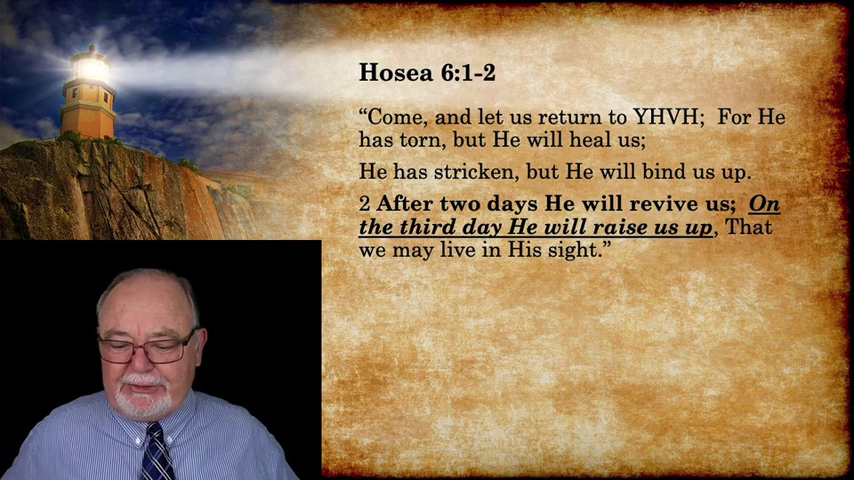 Hosea 6:1-2
“Come, and let us return to YHVH;  For He
has torn, but He will heal us;
He has stricken, but He will bind us up.
2 After two days He will revive us;  On
the third day He will raise us up, That
we may live in His sight.”